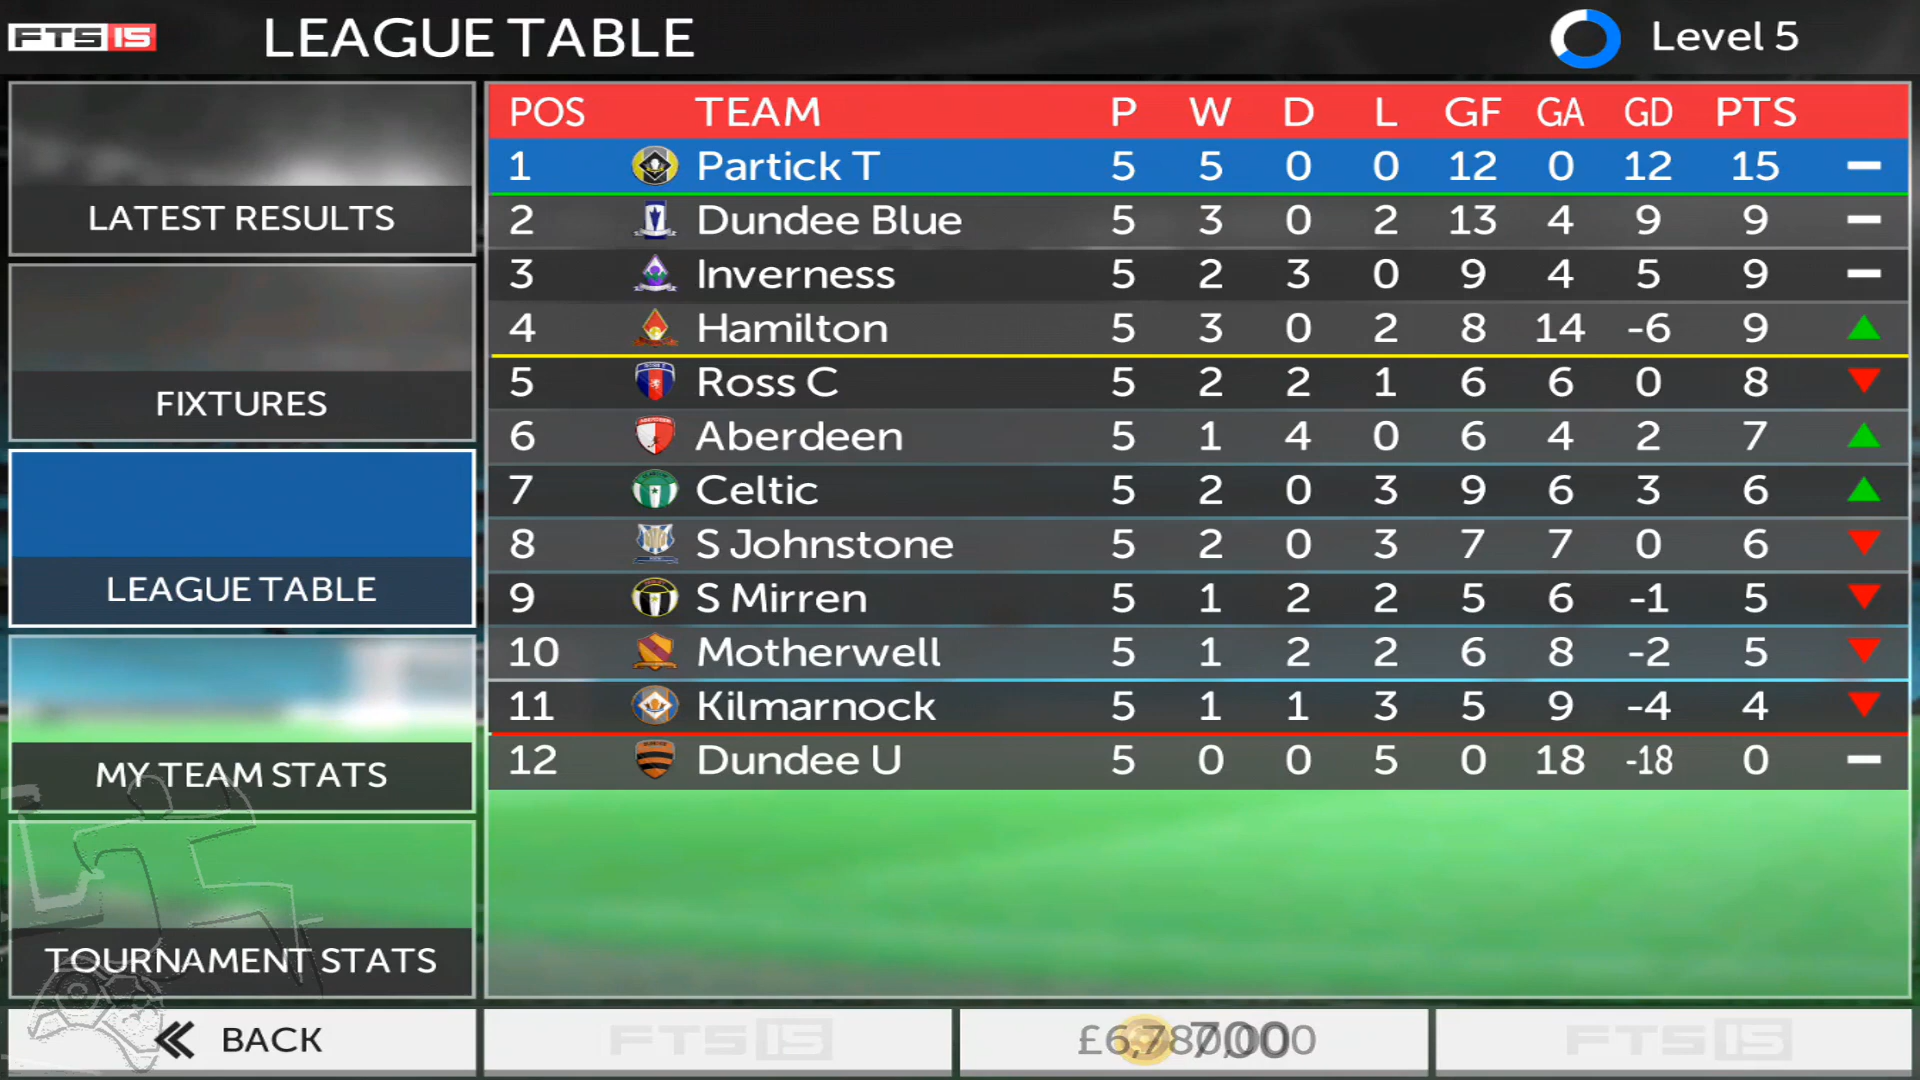 FTS 15
LEAGUE TABLE
Level 5
LATEST RESULTS
FIXTURES
LEAGUE TABLE
MY TEAM STATS
TOURNAMENT STATS
POS TEAM P W D L GF GA GD PTS
1 Partick T 5 5 0 0 12 0 12 15
2 Dundee Blue 5 3 0 2 13 4 9 9
3 Inverness 5 2 3 0 9 4 5 9
4 Hamilton 5 3 0 2 8 14 -6 9
5 Ross C 5 2 2 1 6 6 0 8
6 Aberdeen 5 1 4 0 6 4 2 7
7 Celtic 5 2 0 3 9 6 3 6
8 S Johnstone 5 2 0 3 7 7 0 6
9 S Mirren 5 1 2 2 5 6 -1 5
10 Motherwell 5 1 2 2 6 8 -2 5
11 Kilmarnock 5 1 1 3 5 9 -4 4
12 Dundee U 5 0 0 5 0 18 -18 0
BACK
FTS 15
7000
FTS 15